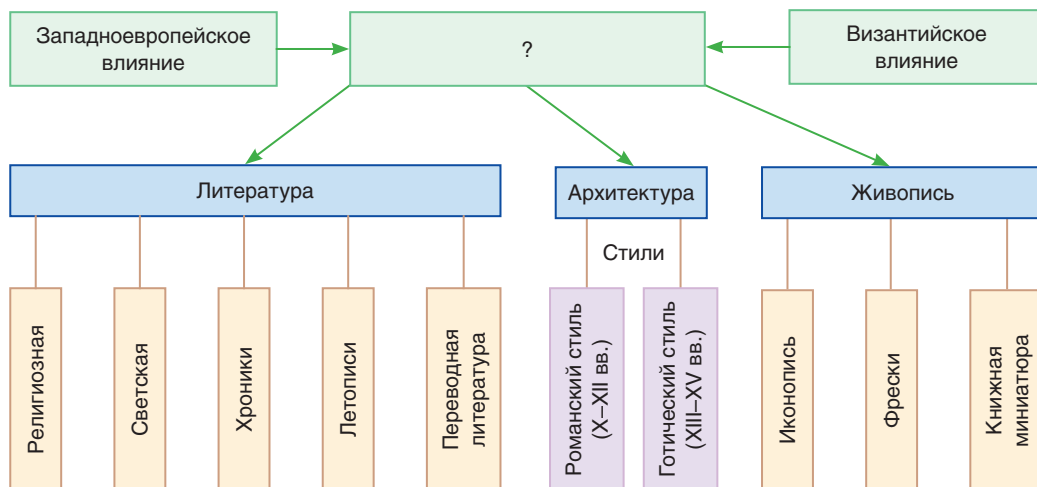 Западноевропейское
влияние
?
Византийское
влияние
Литература
Архитектура
Живопись
Стили
Религиозная
Светская
Хроники
Летописи
Переводная
литература
Романский стиль
(X–XII вв.)
Готический стиль
(XIII–XV вв.)
Иконопись
Фрески
Книжная
миниатюра